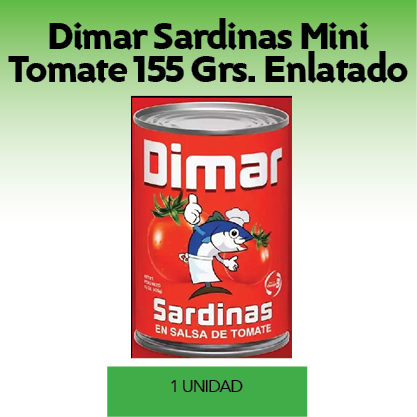 Dimar Sardinas Mini
Tomate 155 Grs. Enlatado
Dimar
Sardinas
EN SALSA DE TOMATE
1 UNIDAD